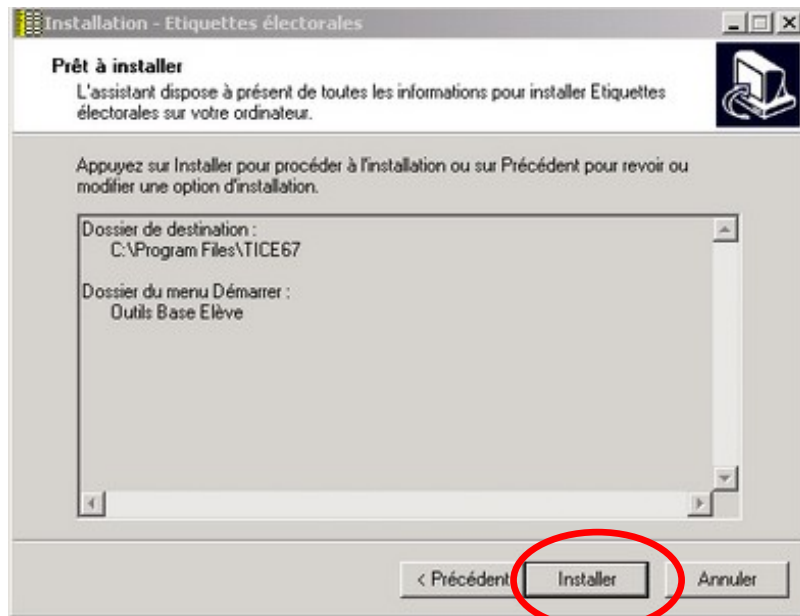 Installation - Etiquettes électorales
Prêt à installer
L'assistant dispose à présent de toutes les informations pour installer Etiquettes
électorales sur votre ordinateur.
Appuyez sur Installer pour procéder à l'installation ou sur Précédent pour revoir ou
modifier une option d'installation.
Dossier de destination :
C:\Program Files\TICE67
Dossier du menu Démarrer :
Outils Base Elève
< Précédent
Installer
Annuler